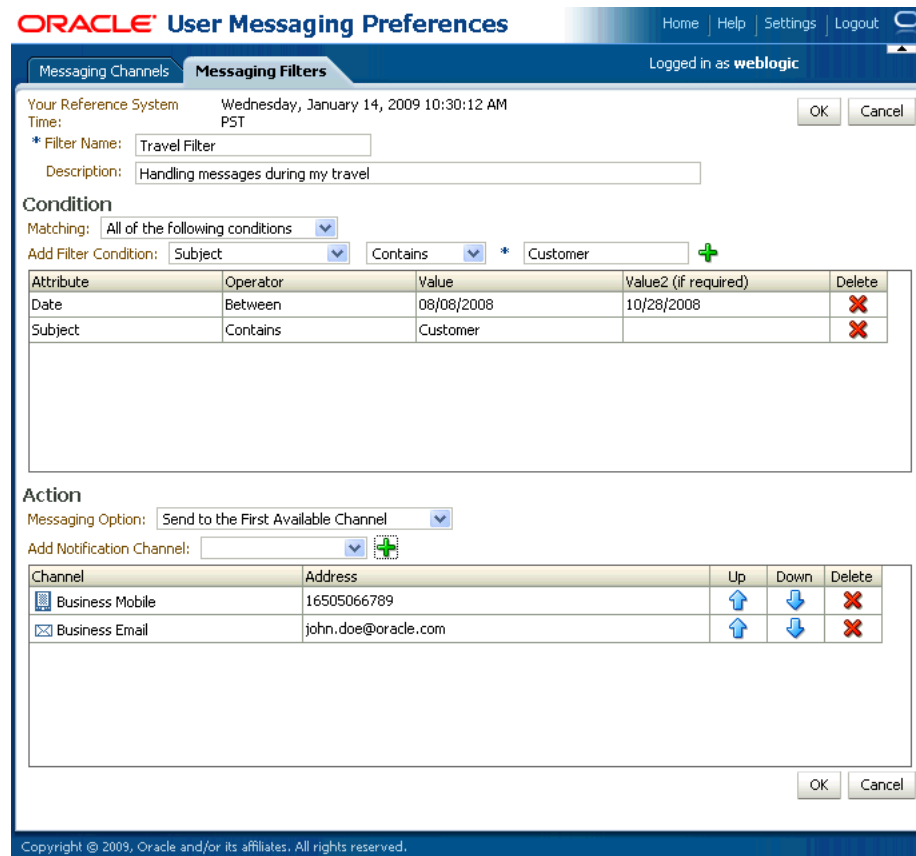 ORACLE User Messaging Preferences
Home | Help | Settings | Logout
Messaging Channels Messaging Filters Logged in as weblogic
Your Reference System Time: Wednesday, January 14, 2009 10:30:12 AM PST OK Cancel
* Filter Name: Travel Filter
Description: Handling messages during my travel
Condition
Matching: All of the following conditions
Add Filter Condition: Subject Contains * Customer
Attribute Operator Value Value2 (if required) Delete
Date Between 08/08/2008 10/28/2008
Subject Contains Customer
Action
Messaging Option: Send to the First Available Channel
Add Notification Channel:
Channel Address Up Down Delete
Business Mobile 16505066789
Business Email john.doe@oracle.com
OK Cancel
Copyright © 2009, Oracle and/or its affiliates. All rights reserved.